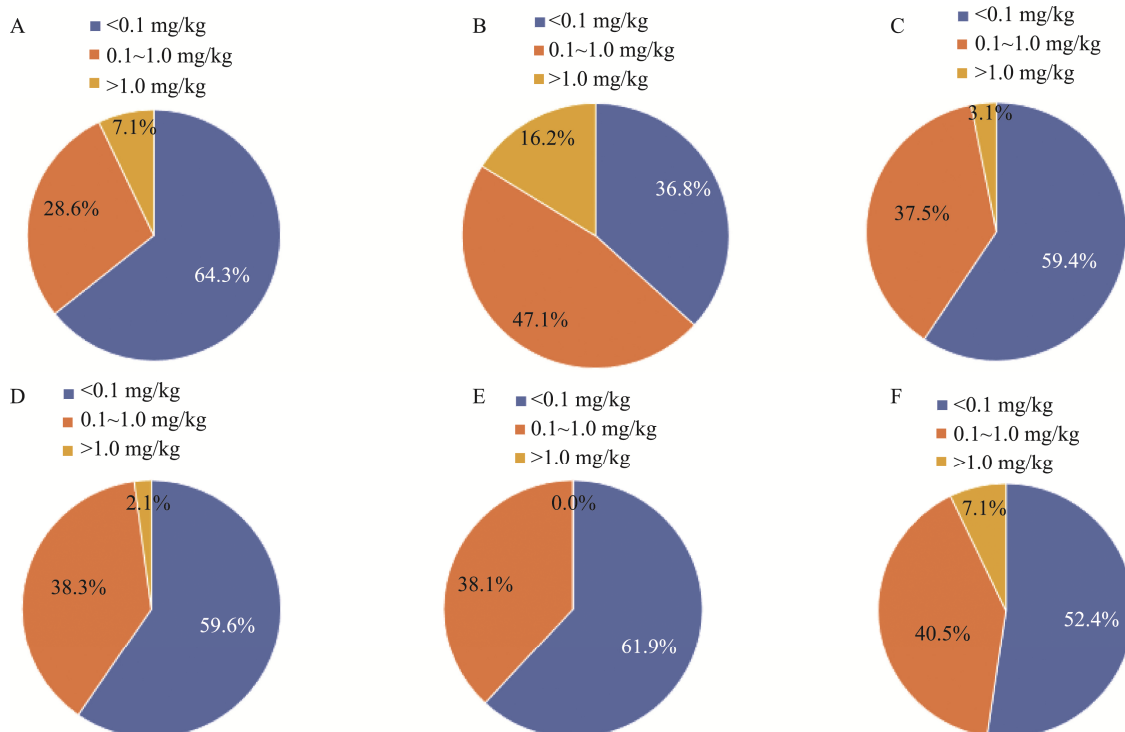 A
<0.1 mg/kg
0.1~1.0 mg/kg
>1.0 mg/kg
7.1%
28.6%
64.3%
B
<0.1 mg/kg
0.1~1.0 mg/kg
>1.0 mg/kg
16.2%
36.8%
47.1%
C
<0.1 mg/kg
0.1~1.0 mg/kg
>1.0 mg/kg
3.1%
37.5%
59.4%
D
<0.1 mg/kg
0.1~1.0 mg/kg
>1.0 mg/kg
2.1%
38.3%
59.6%
E
<0.1 mg/kg
0.1~1.0 mg/kg
>1.0 mg/kg
0.0%
38.1%
61.9%
F
<0.1 mg/kg
0.1~1.0 mg/kg
>1.0 mg/kg
7.1%
40.5%
52.4%